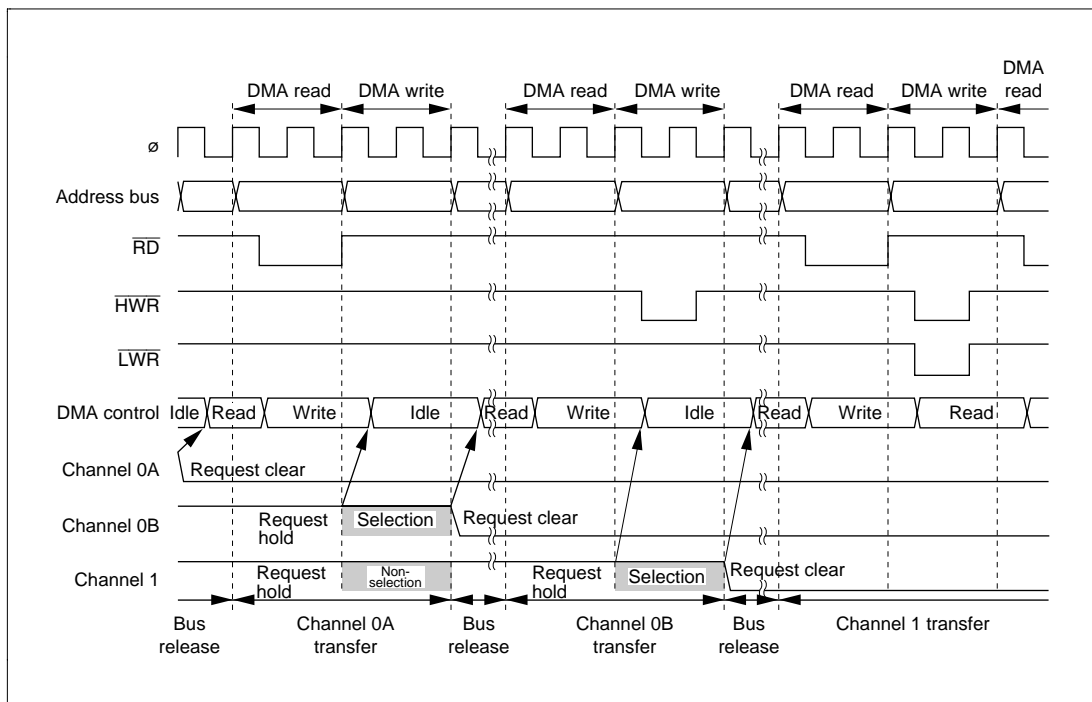 DMA
DMA read DMA write DMA read DMA write DMA read DMA write read
ø
Address bus
RD
HWR
LWR
DMA control Idle Read Write Idle Read Write Idle Read Write Read
Channel 0A Request clear
Channel 0B Request hold Selection Request clear
Channel 1 Request hold Non-selection Request hold Selection Request clear
Bus release Channel 0A transfer Bus release Channel 0B transfer Bus release Channel 1 transfer